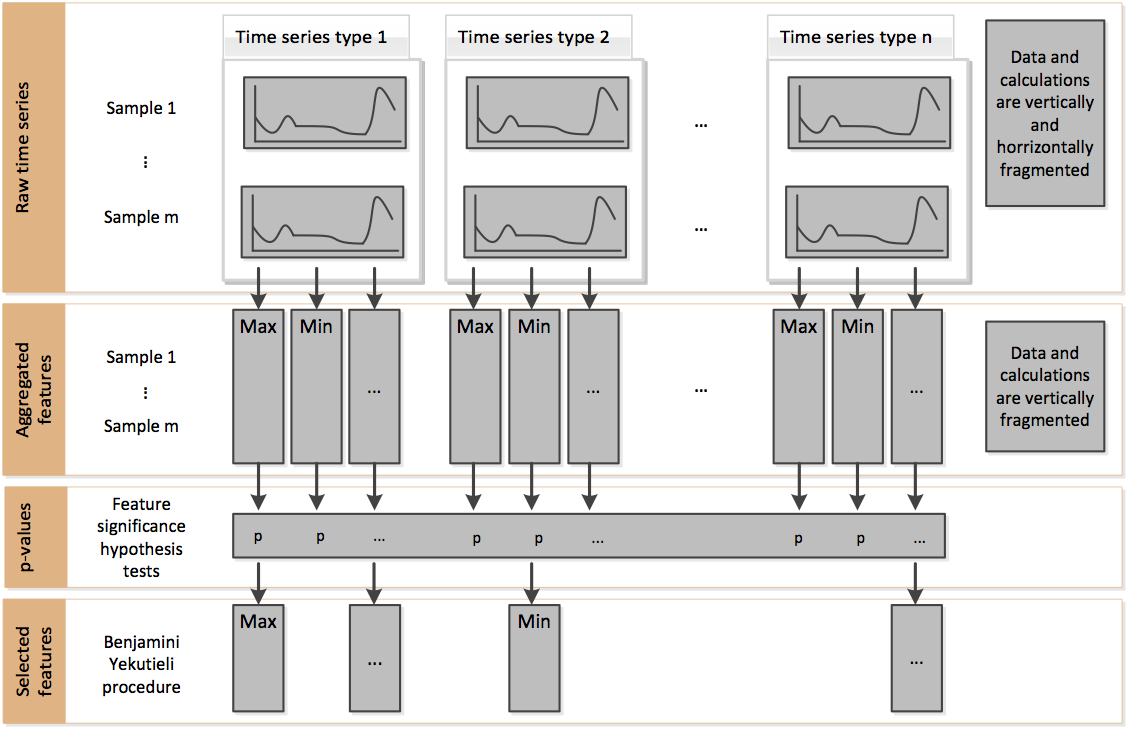 Raw time series
Time series type 1
Time series type 2
Time series type n
Sample 1
⋮
Sample m
...
...
Data and
calculations
are vertically
and
horrizontally
fragmented
Aggregated
features
Sample 1
⋮
Sample m
Max
Min
...
Max
Min
...
...
Max
Min
...
Data and
calculations
are vertically
fragmented
p-values
Feature
significance
hypothesis
tests
p
p
...
p
p
...
p
p
...
Selected
features
Benjamini
Yekutieli
procedure
Max
...
Min
...